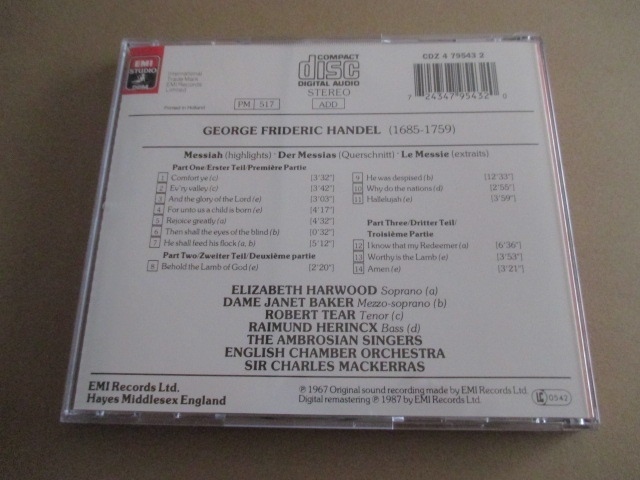 EMI
STUDIO
DRM
International
Trade Mark
EMI Records
Limited
Printed in Holland
COMPACT
disc
DIGITAL AUDIO
STEREO
PM 517
ADD
CDZ 4 79543 2
7 24347 95432 0
GEORGE FRIDERIC HANDEL (1685-1759)
Messiah (highlights) · Der Messias (Querschnitt) · Le Messie (extraits)
Part One/Erster Teil/Première Partie
1 Comfort ye (c) [3'32"]
2 Ev'ry valley (c) [3'42"]
3 And the glory of the Lord (e) [3'03"]
4 For unto us a child is born (e) [4'17"]
5 Rejoice greatly (a) [4'32"]
6 Then shall the eyes of the blind (b) [0'32"]
7 He shall feed his flock (a, b) [5'12"]
Part Two/Zweiter Teil/Deuxième partie
8 Behold the Lamb of God (e) [2'20"]
9 He was despised (b) [12'33"]
10 Why do the nations (d) [2'55"]
11 Hallelujah (e) [3'59"]
Part Three/Dritter Teil/
Troisième Partie
12 I know that my Redeemer (a) [6'36"]
13 Worthy is the Lamb (e) [3'53"]
14 Amen (e) [3'21"]
ELIZABETH HARWOOD Soprano (a)
DAME JANET BAKER Mezzo-soprano (b)
ROBERT TEAR Tenor (c)
RAIMUND HERINCX Bass (d)
THE AMBROSIAN SINGERS
ENGLISH CHAMBER ORCHESTRA
SIR CHARLES MACKERRAS
EMI Records Ltd.
Hayes Middlesex England
℗ 1967 Original sound recording made by EMI Records Ltd.
Digital remastering ℗ 1987 by EMI Records Ltd.
LC 0542